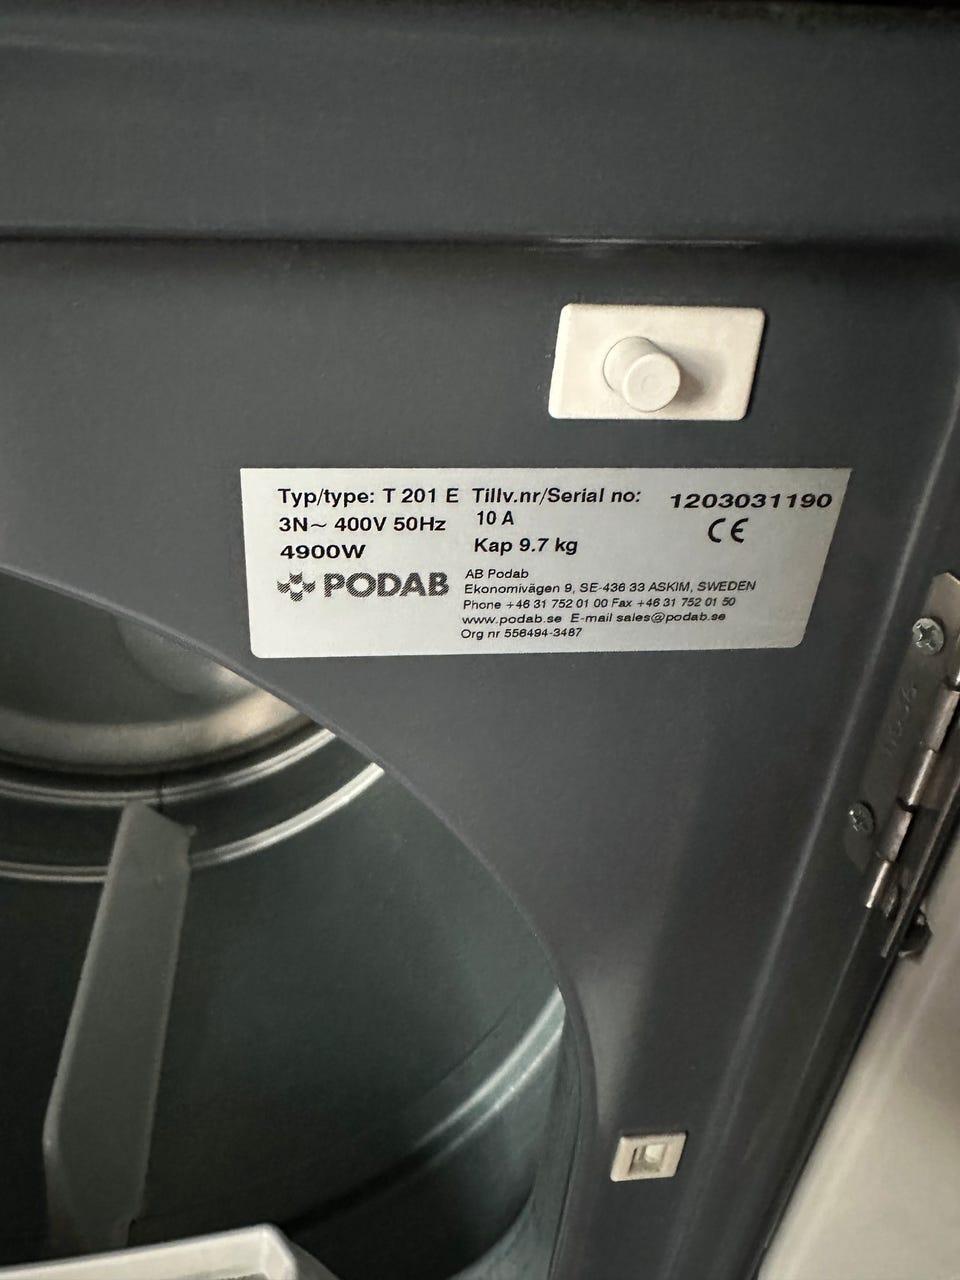 Typ/type: T 201 E Tillv.nr/Serial no: 1203031190
3N~ 400V 50Hz 10 A CE
4900W Kap 9.7 kg
PODAB AB Podab
Ekonomivägen 9, SE-436 33 ASKIM, SWEDEN
Phone +46 31 752 01 00 Fax +46 31 752 01 50
www.podab.se E-mail sales@podab.se
Org nr 556494-3487